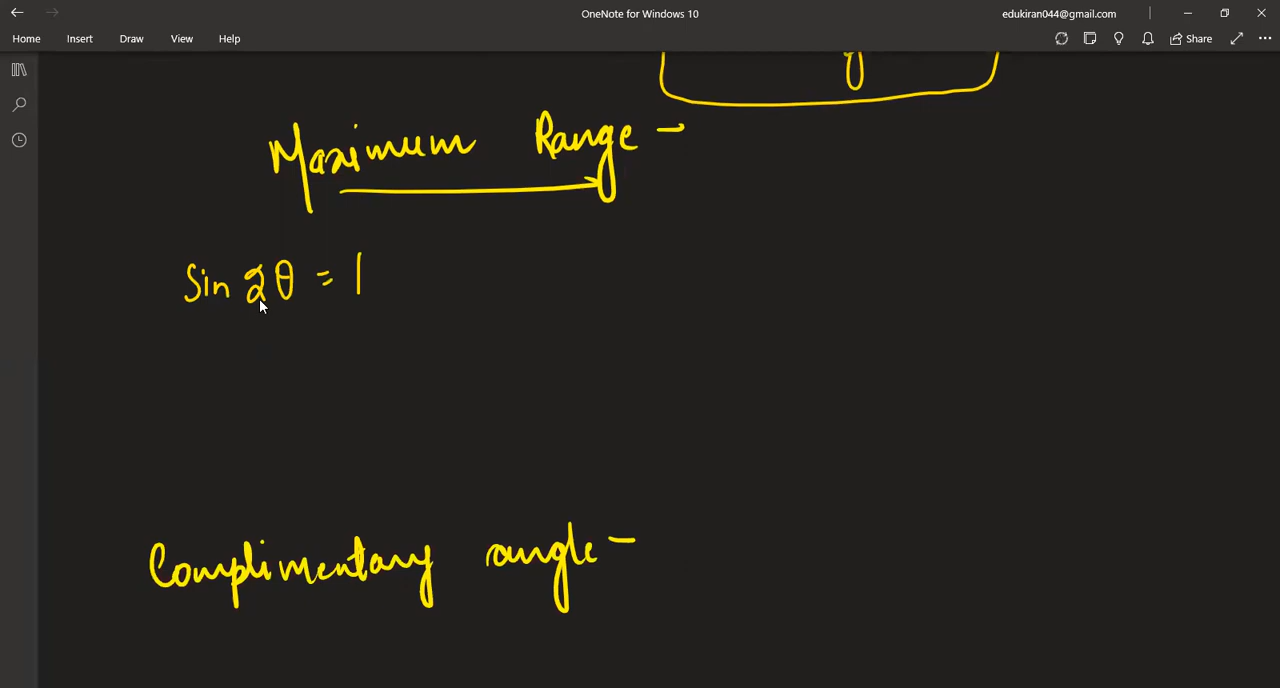 OneNote for Windows 10
edukiran044@gmail.com
Home Insert Draw View Help
Share
Maximum Range -
Sin 2θ = 1
Complimentary angle -